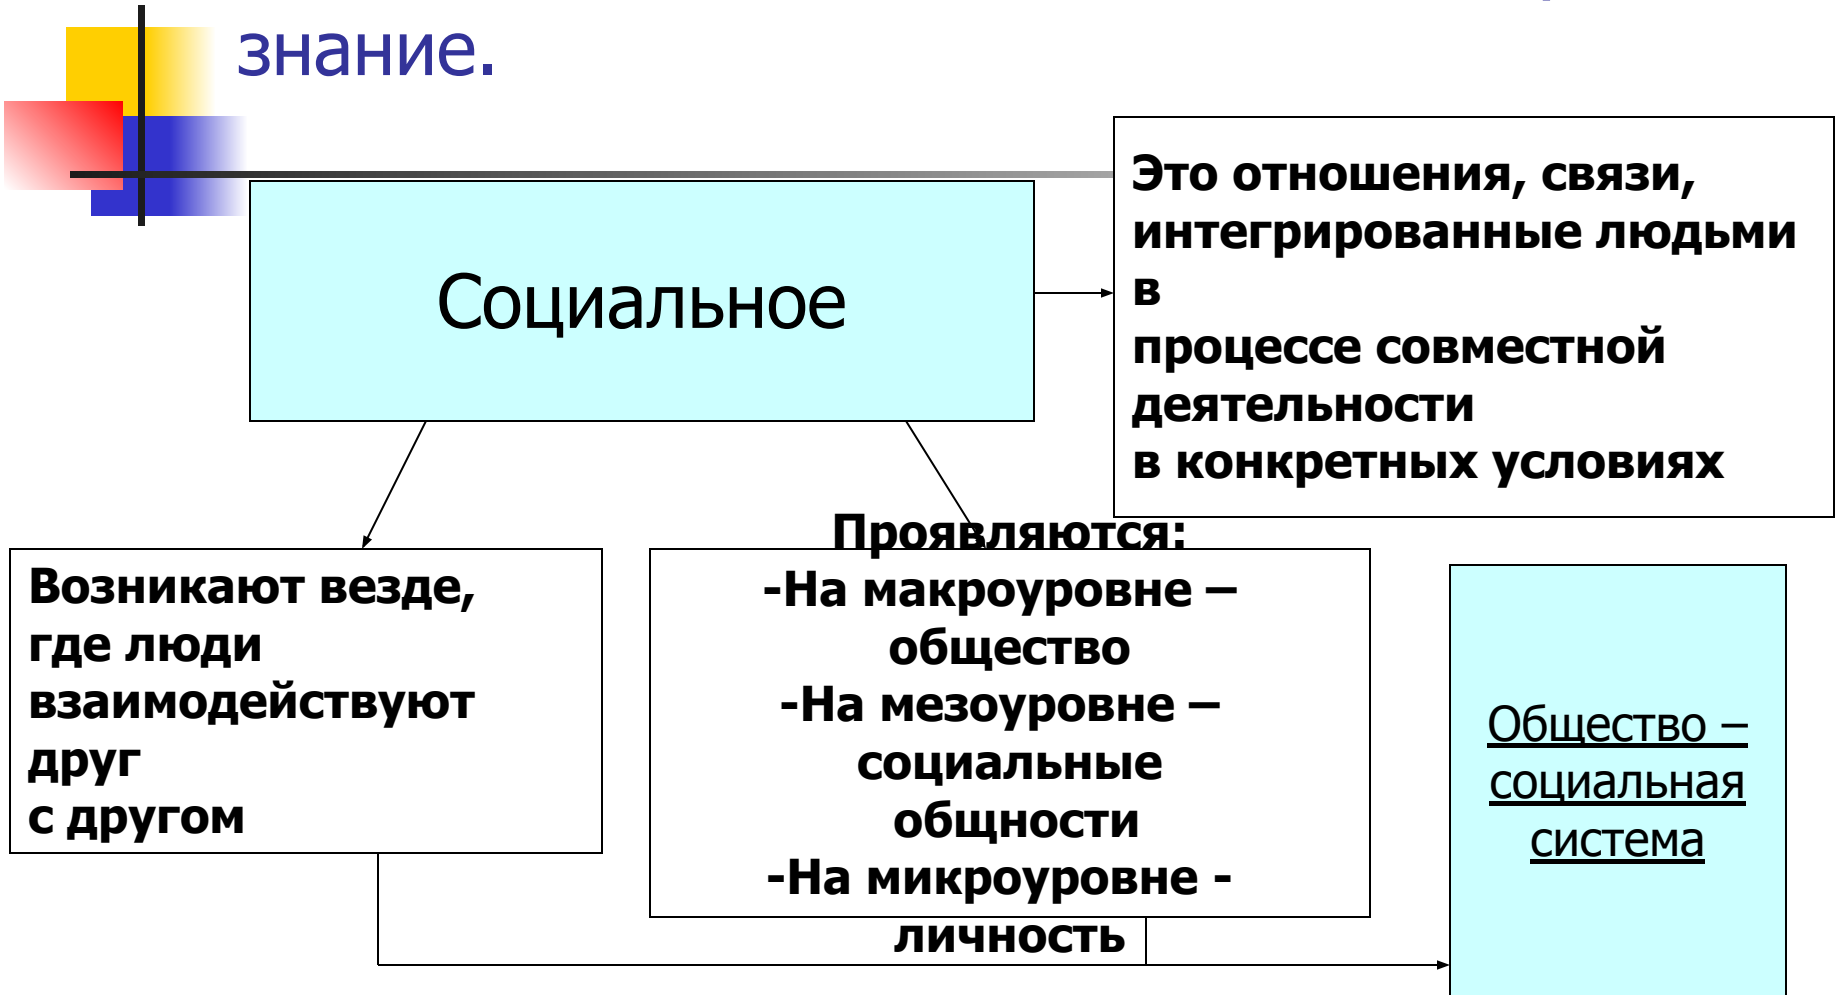 знание.
Социальное
Это отношения, связи,
интегрированные людьми
в
процессе совместной
деятельности
в конкретных условиях
Возникают везде,
где люди
взаимодействуют
друг
с другом
Проявляются:
-На макроуровне –
общество
-На мезоуровне –
социальные
общности
-На микроуровне -
личность
Общество –
социальная
система